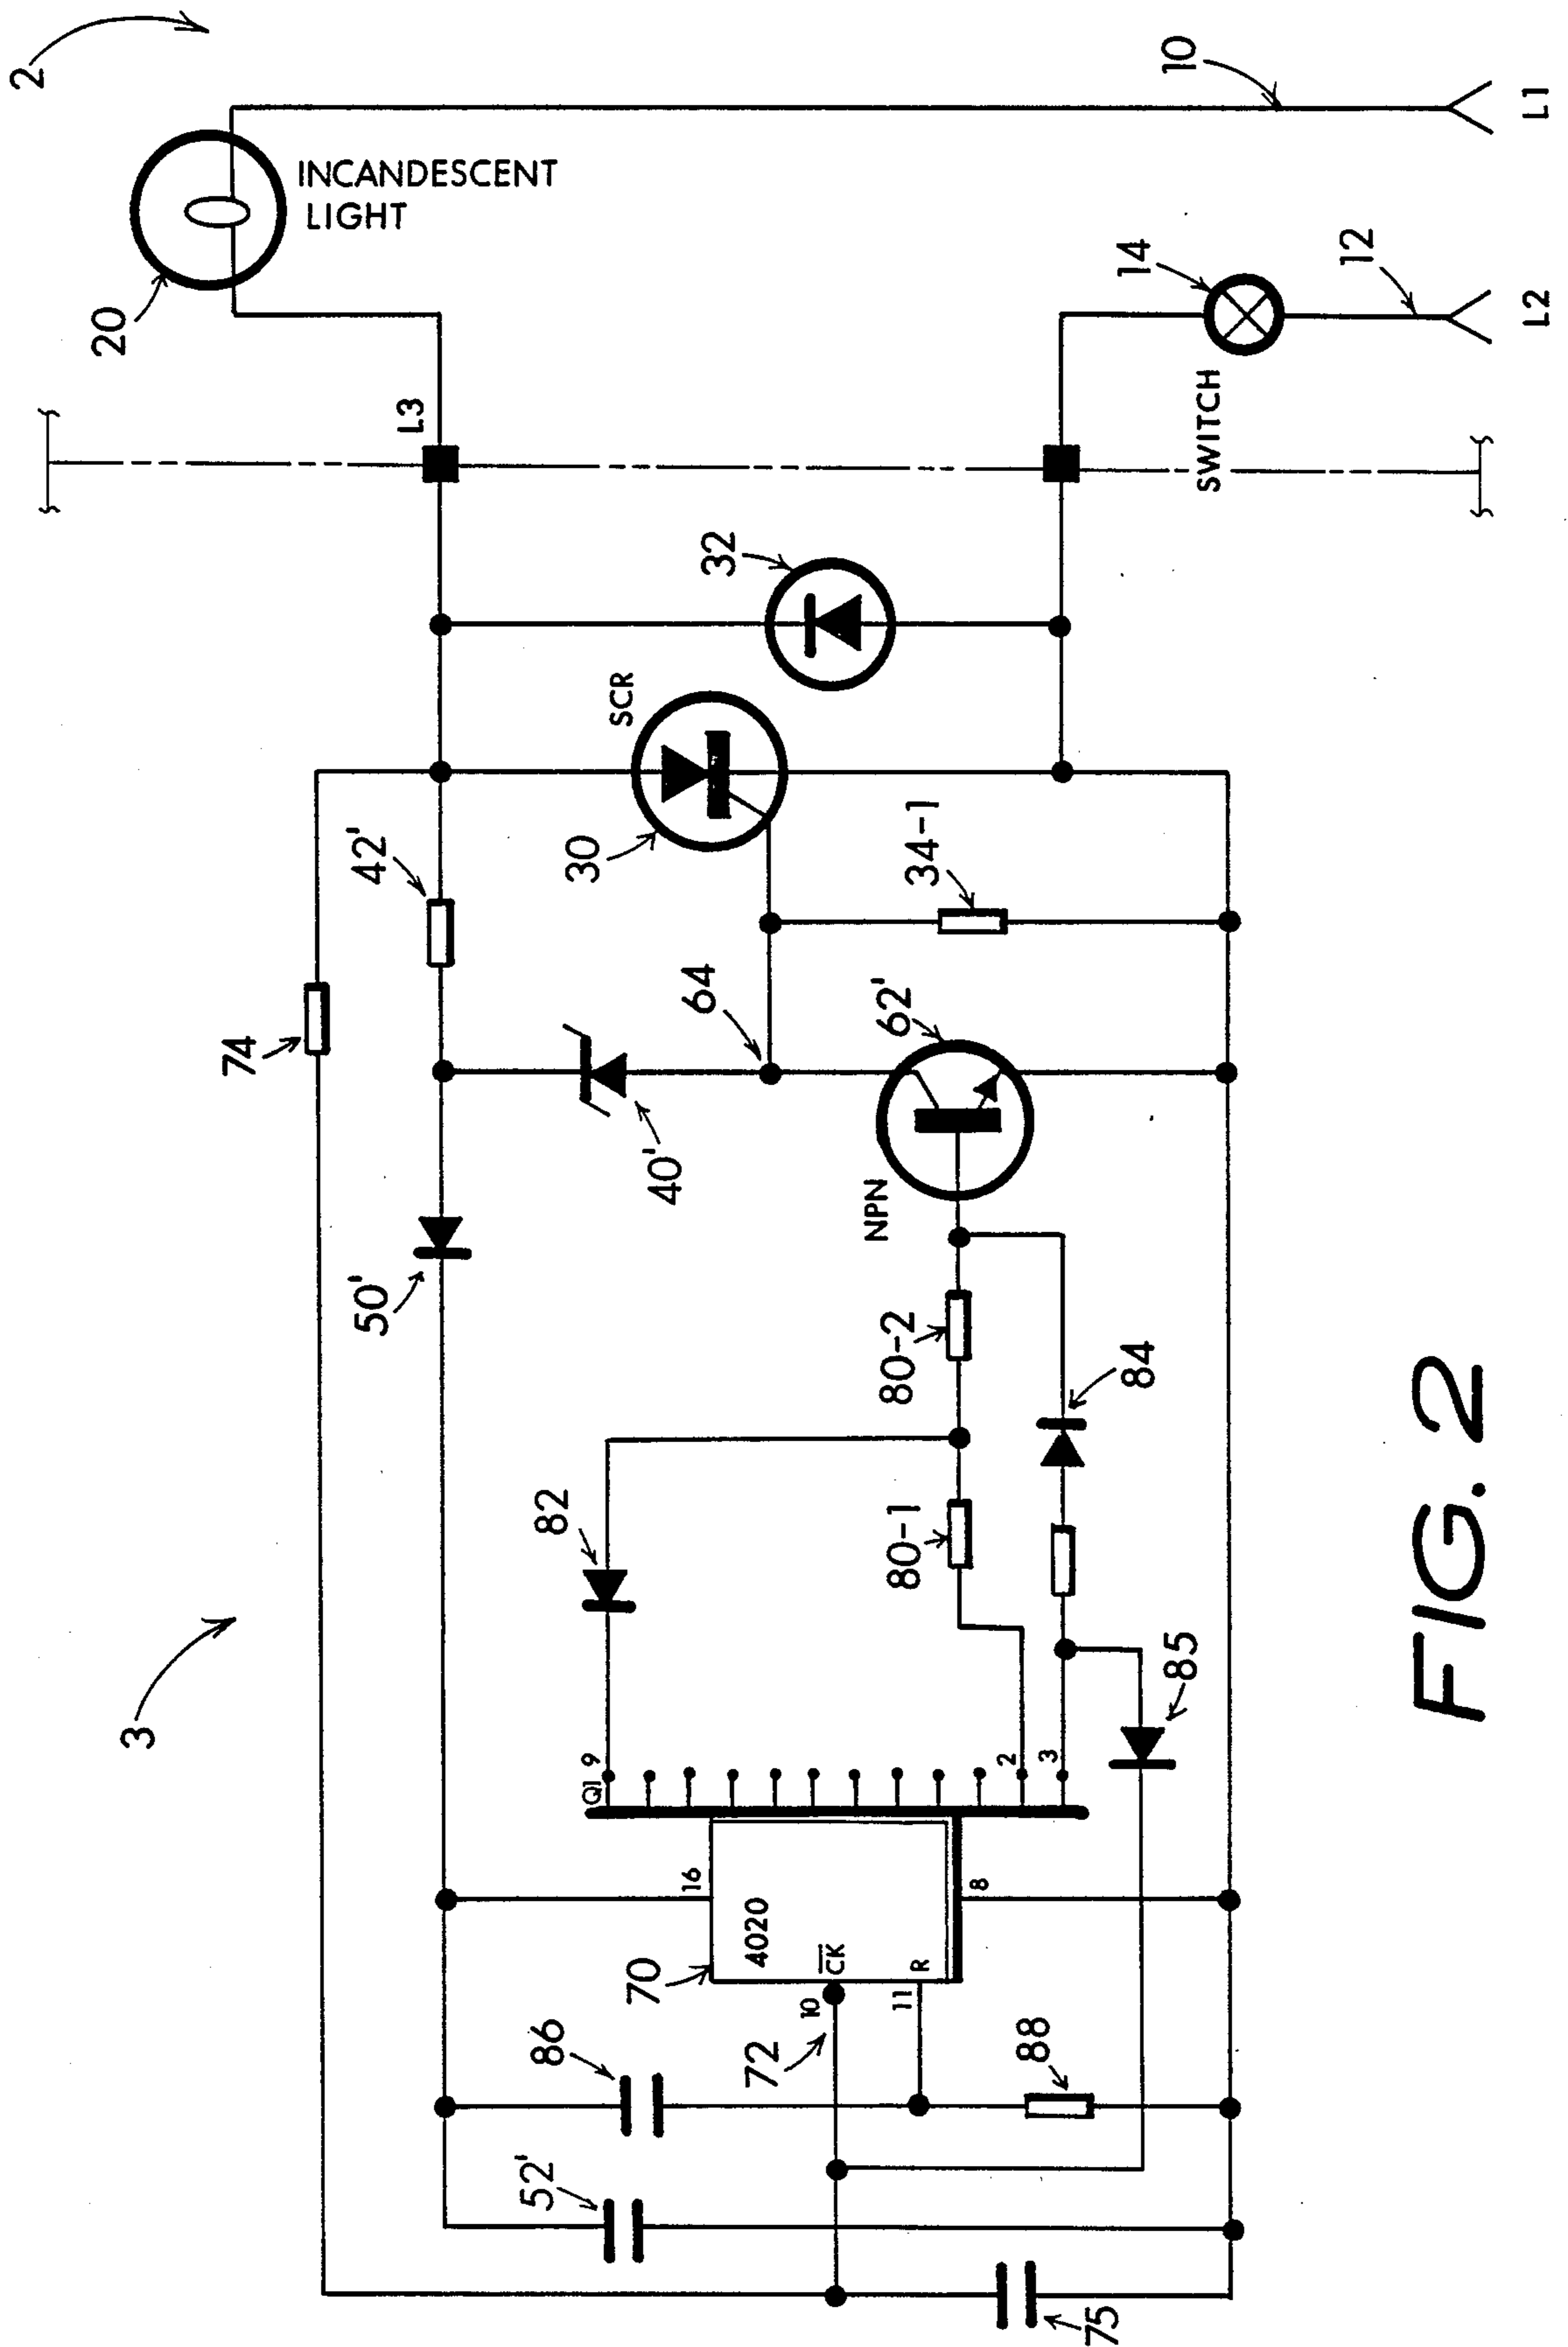 2
10
L1
INCANDESCENT
LIGHT
20
14
12
L2
L3
SWITCH
32
SCR
30
42'
34-1
74
64
62'
40'
NPN
50'
80-2
84
82
80-1
3
85
Q1
9
2
3
16
4020
8
70
CK
10
R
11
72
86
88
52'
75
FIG. 2